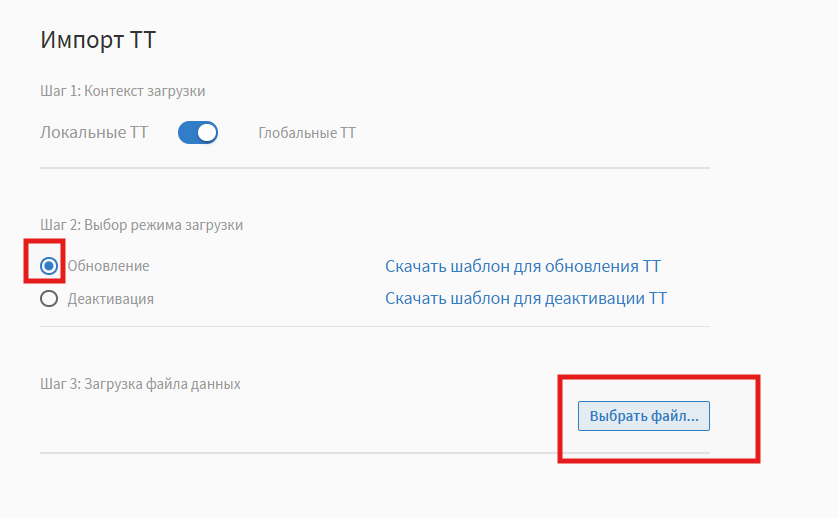 Импорт ТТ
Шаг 1: Контекст загрузки
Локальные ТТ Глобальные ТТ
Шаг 2: Выбор режима загрузки
Обновление Скачать шаблон для обновления ТТ
Деактивация Скачать шаблон для деактивации ТТ
Шаг 3: Загрузка файла данных
Выбрать файл...